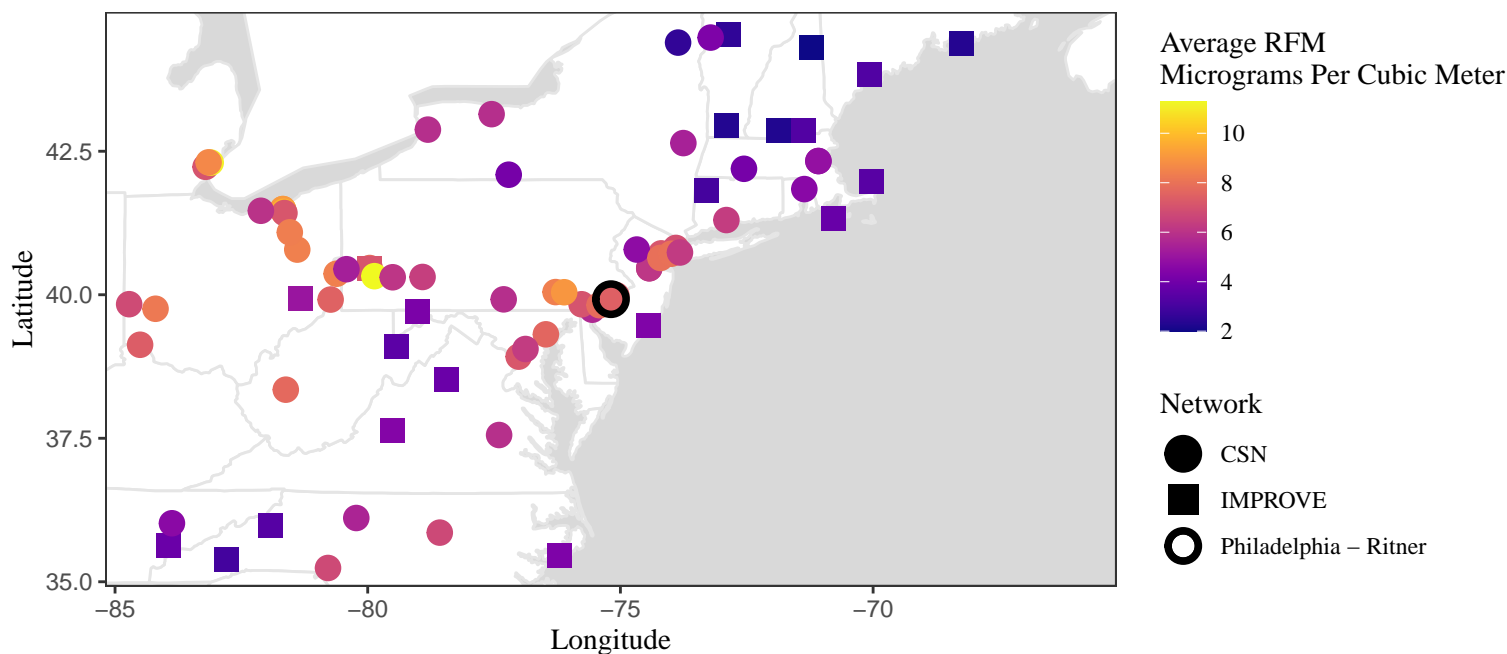 42.5
40.0
37.5
35.0
Latitude
−85
−80
−75
−70
Longitude
Average RFM
Micrograms Per Cubic Meter
10
8
6
4
2
Network
CSN
IMPROVE
Philadelphia − Ritner